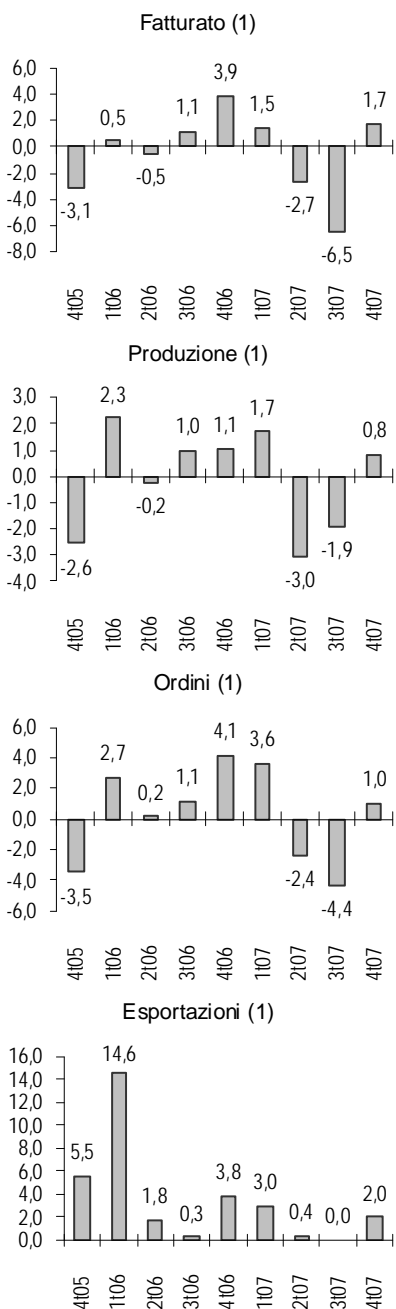 Fatturato (1)
6,0
4,0
2,0
0,0
-2,0
-4,0
-6,0
-8,0
-3,1
0,5
-0,5
1,1
3,9
1,5
-2,7
-6,5
1,7
4t05
1t06
2t06
3t06
4t06
1t07
2t07
3t07
4t07
Produzione (1)
3,0
2,0
1,0
0,0
-1,0
-2,0
-3,0
-4,0
-2,6
2,3
-0,2
1,0
1,1
1,7
-3,0
-1,9
0,8
4t05
1t06
2t06
3t06
4t06
1t07
2t07
3t07
4t07
Ordini (1)
6,0
4,0
2,0
0,0
-2,0
-4,0
-6,0
-3,5
2,7
0,2
1,1
4,1
3,6
-2,4
-4,4
1,0
4t05
1t06
2t06
3t06
4t06
1t07
2t07
3t07
4t07
Esportazioni (1)
16,0
14,0
12,0
10,0
8,0
6,0
4,0
2,0
0,0
5,5
14,6
1,8
0,3
3,8
3,0
0,4
0,0
2,0
4t05
1t06
2t06
3t06
4t06
1t07
2t07
3t07
4t07